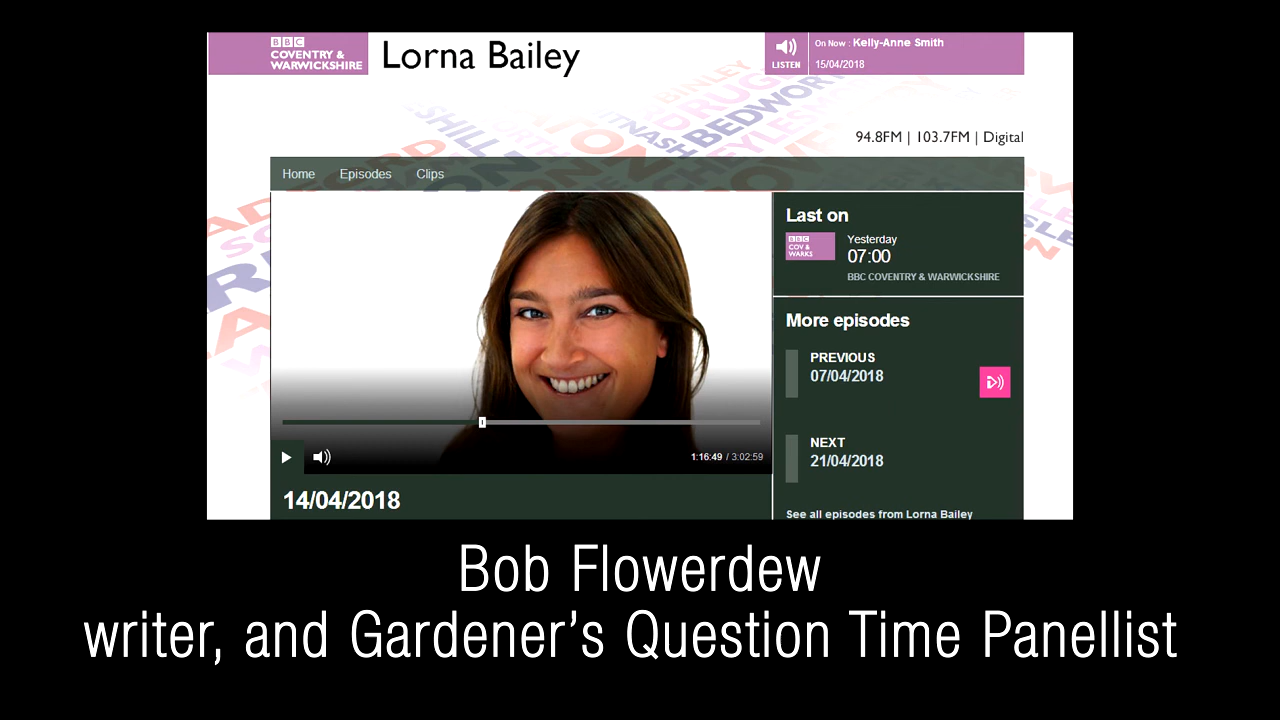 BBC
COVENTRY &
WARWICKSHIRE
Lorna Bailey
LISTEN
On Now : Kelly-Anne Smith
15/04/2018
BINLEY
BEDWORTH
94.8FM | 103.7FM | Digital
Home Episodes Clips
Last on
BBC
COV &
WARKS
Yesterday
07:00
BBC COVENTRY & WARWICKSHIRE
More episodes
PREVIOUS
07/04/2018
NEXT
21/04/2018
See all episodes from Lorna Bailey
1:16:49 / 3:02:59
14/04/2018
Bob Flowerdew
writer, and Gardener’s Question Time Panellist